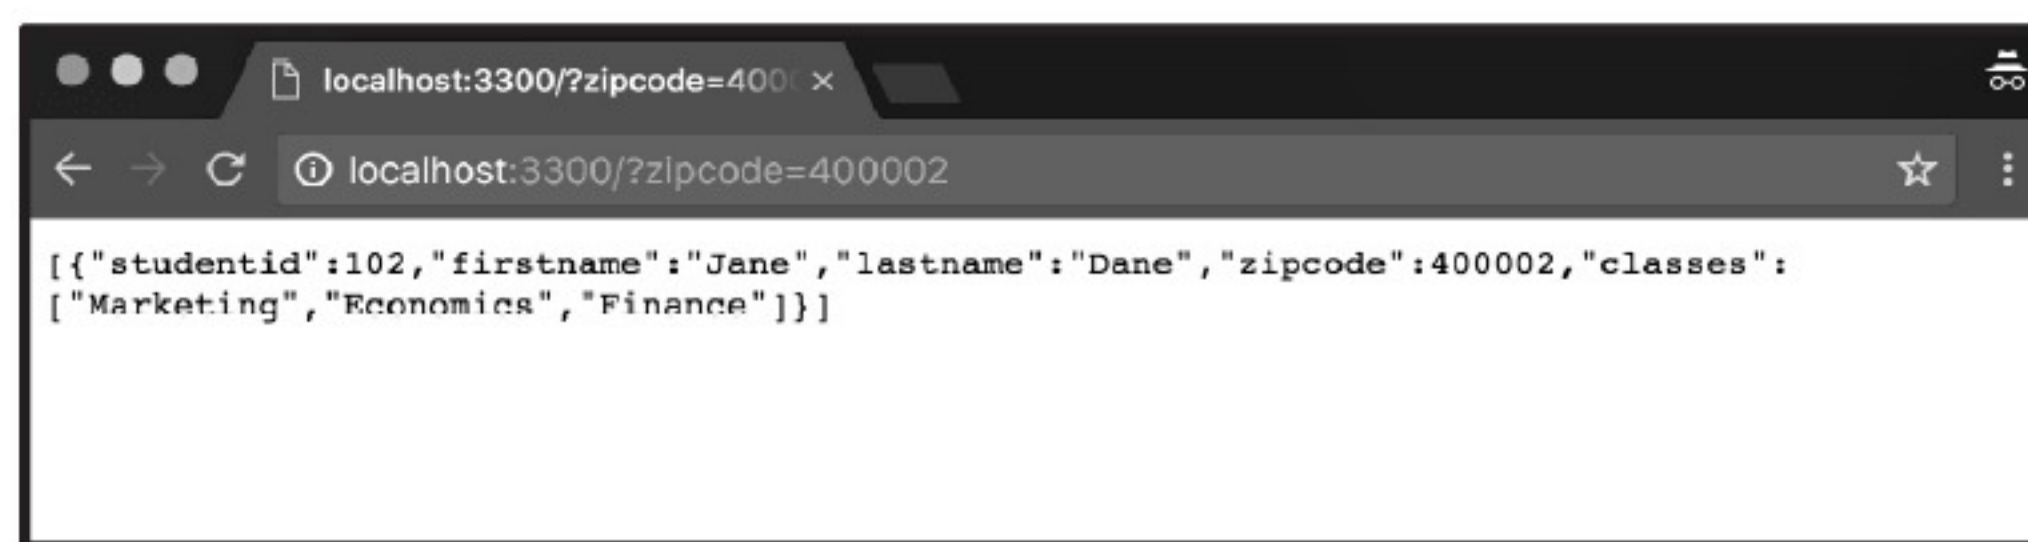 localhost:3300/?zipcode=400
localhost:3300/?zipcode=400002
[{"studentid":102,"firstname":"Jane","lastname":"Dane","zipcode":400002,"classes":
["Marketing","Economics","Finance"]}]